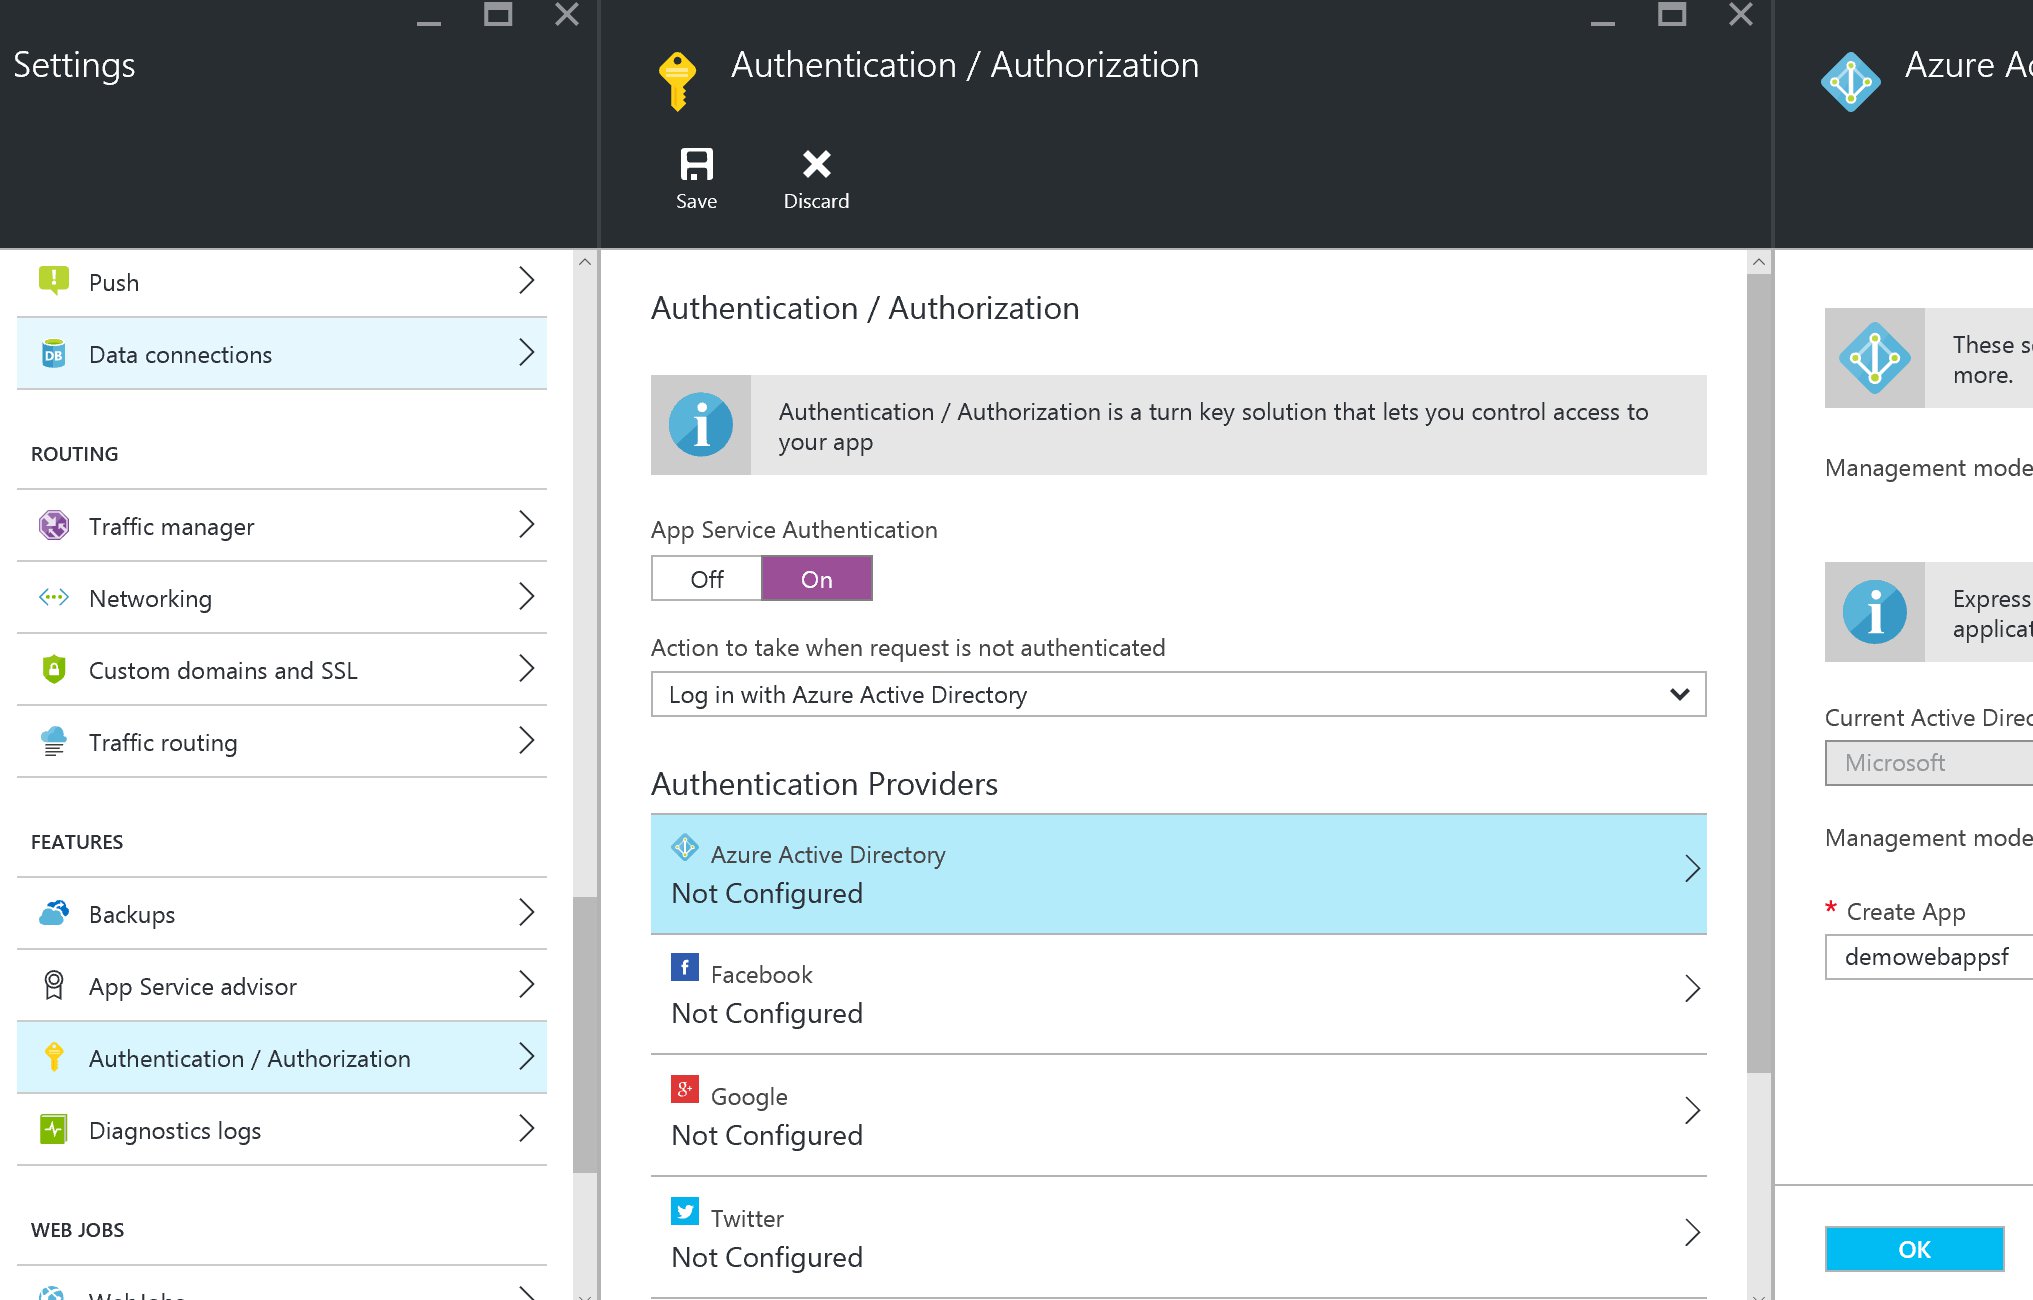 Settings
Push
Data connections
ROUTING
Traffic manager
Networking
Custom domains and SSL
Traffic routing
FEATURES
Backups
App Service advisor
Authentication / Authorization
Diagnostics logs
WEB JOBS
Authentication / Authorization
Save
Discard
Authentication / Authorization
Authentication / Authorization is a turn key solution that lets you control access to
your app
App Service Authentication
Off
On
Action to take when request is not authenticated
Log in with Azure Active Directory
Authentication Providers
Azure Active Directory
Not Configured
Facebook
Not Configured
Google
Not Configured
Twitter
Not Configured
Azure
These
more.
Management mode
Express
Current Active
Microsoft
Management mode
* Create App
demowebappsf
OK